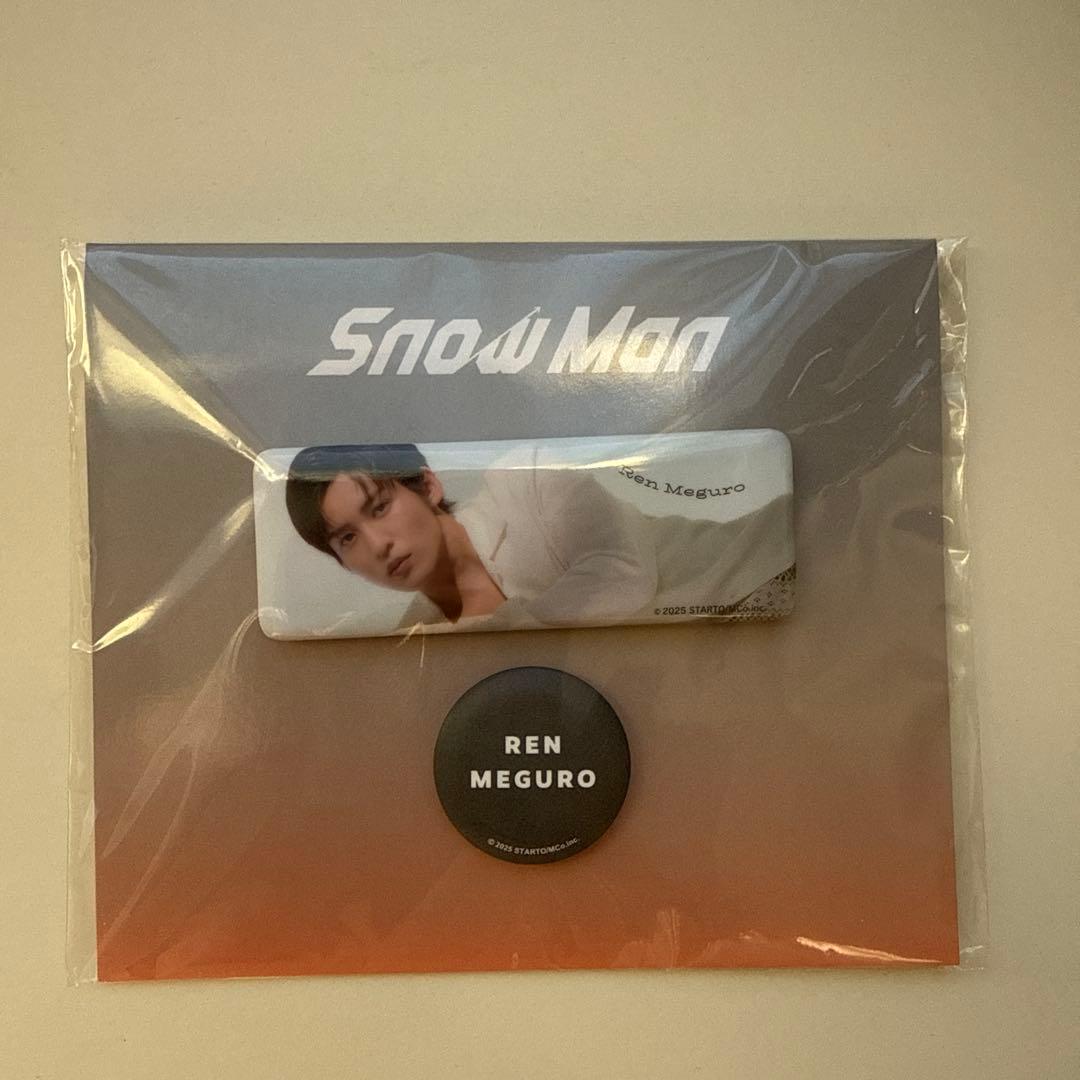 Snow Man
Ren Meguro
© 2025 STARTO/MCo.inc.
REN
MEGURO
© 2025 STARTO/MCo.inc.